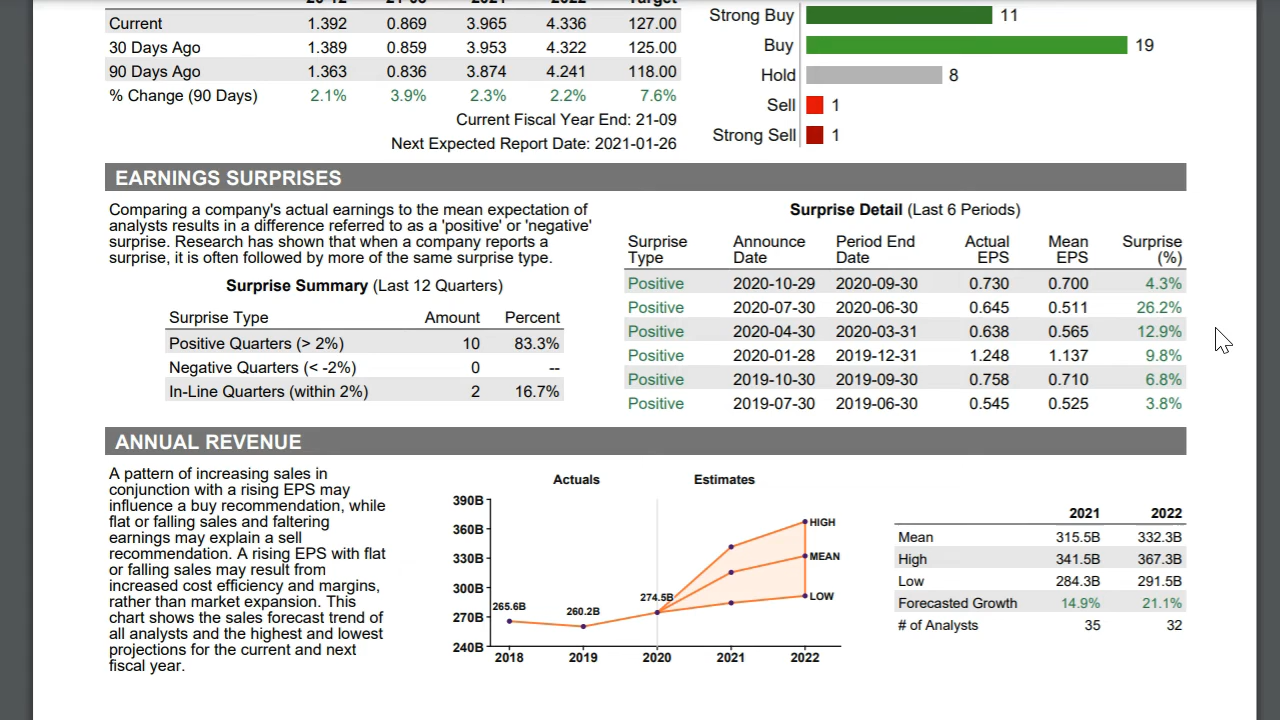 20-12 21-03 2021 2022 Target
Current 1.392 0.869 3.965 4.336 127.00
30 Days Ago 1.389 0.859 3.953 4.322 125.00
90 Days Ago 1.363 0.836 3.874 4.241 118.00
% Change (90 Days) 2.1% 3.9% 2.3% 2.2% 7.6%
Current Fiscal Year End: 21-09
Next Expected Report Date: 2021-01-26
Strong Buy 11
Buy 19
Hold 8
Sell 1
Strong Sell 1
EARNINGS SURPRISES
Comparing a company's actual earnings to the mean expectation of
analysts results in a difference referred to as a 'positive' or 'negative'
surprise. Research has shown that when a company reports a
surprise, it is often followed by more of the same surprise type.
Surprise Summary (Last 12 Quarters)
Surprise Type Amount Percent
Positive Quarters (> 2%) 10 83.3%
Negative Quarters (< -2%) 0 --
In-Line Quarters (within 2%) 2 16.7%
Surprise Detail (Last 6 Periods)
Surprise Announce Period End Actual Mean Surprise
Type Date Date EPS EPS (%)
Positive 2020-10-29 2020-09-30 0.730 0.700 4.3%
Positive 2020-07-30 2020-06-30 0.645 0.511 26.2%
Positive 2020-04-30 2020-03-31 0.638 0.565 12.9%
Positive 2020-01-28 2019-12-31 1.248 1.137 9.8%
Positive 2019-10-30 2019-09-30 0.758 0.710 6.8%
Positive 2019-07-30 2019-06-30 0.545 0.525 3.8%
ANNUAL REVENUE
A pattern of increasing sales in
conjunction with a rising EPS may
influence a buy recommendation, while
flat or falling sales and faltering
earnings may explain a sell
recommendation. A rising EPS with flat
or falling sales may result from
increased cost efficiency and margins,
rather than market expansion. This
chart shows the sales forecast trend of
all analysts and the highest and lowest
projections for the current and next
fiscal year.
Actuals Estimates
390B
360B
330B
300B
270B
240B
265.6B 260.2B 274.5B
HIGH
MEAN
LOW
2018 2019 2020 2021 2022
2021 2022
Mean 315.5B 332.3B
High 341.5B 367.3B
Low 284.3B 291.5B
Forecasted Growth 14.9% 21.1%
# of Analysts 35 32